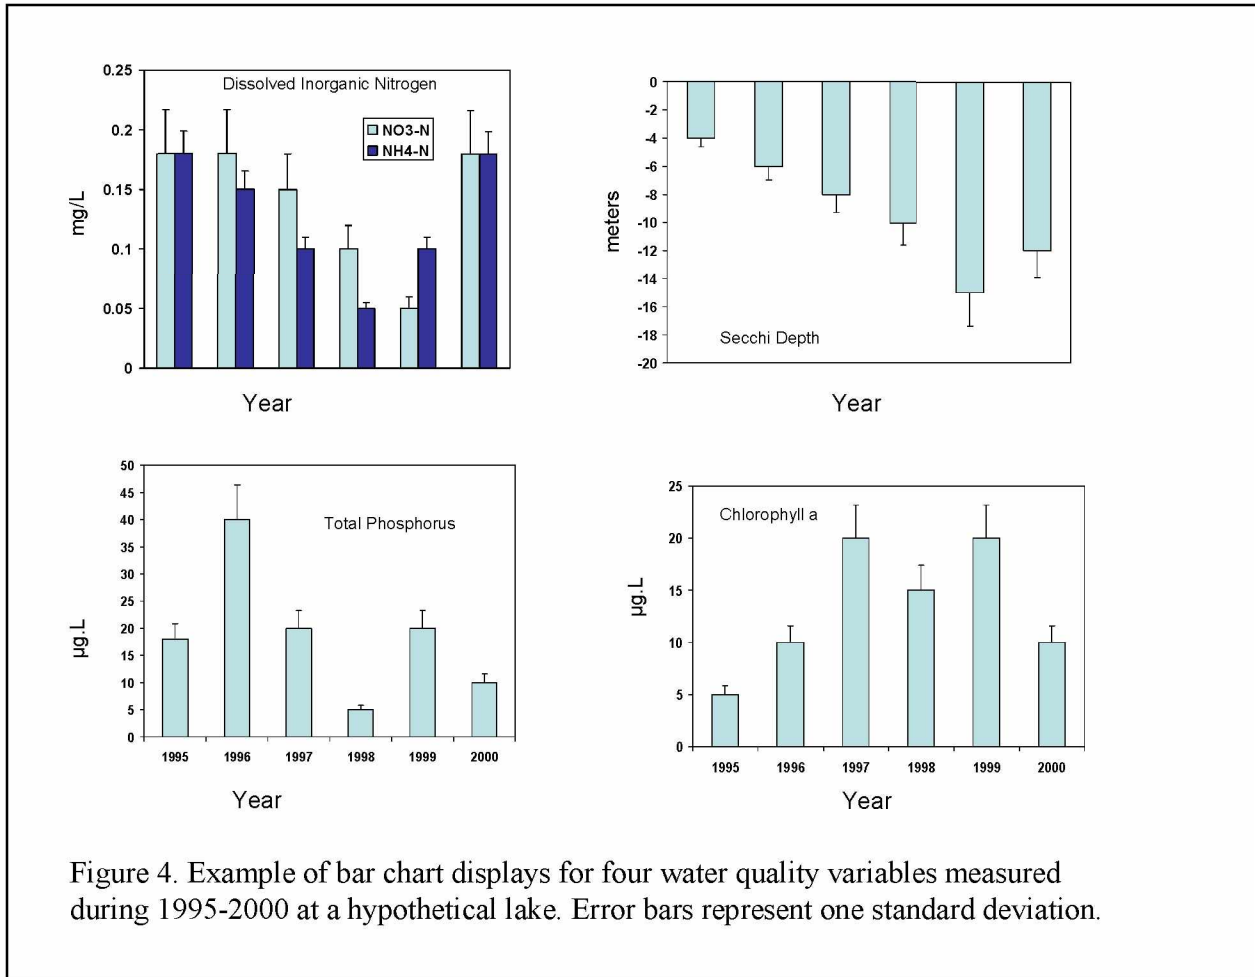 Dissolved Inorganic Nitrogen
0.25
0.2
0.15
0.1
0.05
0
mg/L
NO3-N
NH4-N
Year
0
-2
-4
-6
-8
-10
-12
-14
-16
-18
-20
meters
Secchi Depth
Year
50
45
40
35
30
25
20
15
10
5
0
µg.L
Total Phosphorus
1995 1996 1997 1998 1999 2000
Year
25
20
15
10
5
0
µg.L
Chlorophyll a
1995 1996 1997 1998 1999 2000
Year
Figure 4. Example of bar chart displays for four water quality variables measured
during 1995-2000 at a hypothetical lake. Error bars represent one standard deviation.